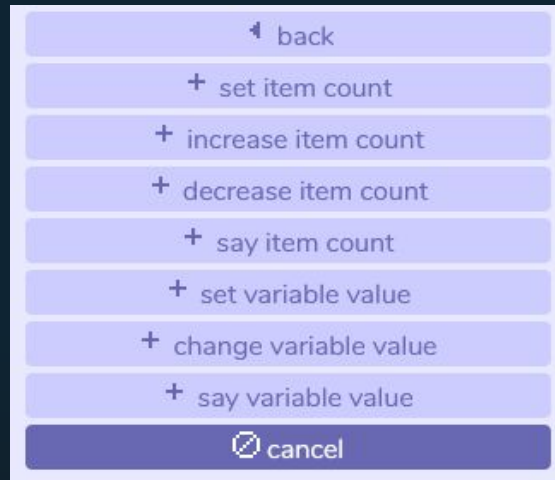 back
+ set item count
+ increase item count
+ decrease item count
+ say item count
+ set variable value
+ change variable value
+ say variable value
cancel